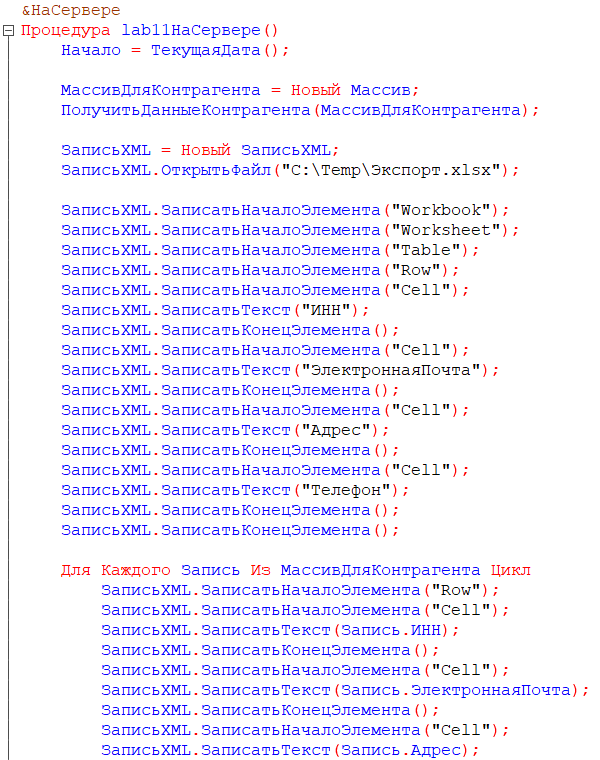 &НаСервере
Процедура lab11НаСервере()
Начало = ТекущаяДата();
МассивДляКонтрагента = Новый Массив;
ПолучитьДанныеКонтрагента(МассивДляКонтрагента);
ЗаписьXML = Новый ЗаписьXML;
ЗаписьXML.ОткрытьФайл("C:\Temp\Экспорт.xlsx");
ЗаписьXML.ЗаписатьНачалоЭлемента("Workbook");
ЗаписьXML.ЗаписатьНачалоЭлемента("Worksheet");
ЗаписьXML.ЗаписатьНачалоЭлемента("Table");
ЗаписьXML.ЗаписатьНачалоЭлемента("Row");
ЗаписьXML.ЗаписатьНачалоЭлемента("Cell");
ЗаписьXML.ЗаписатьТекст("ИНН");
ЗаписьXML.ЗаписатьКонецЭлемента();
ЗаписьXML.ЗаписатьНачалоЭлемента("Cell");
ЗаписьXML.ЗаписатьТекст("ЭлектроннаяПочта");
ЗаписьXML.ЗаписатьКонецЭлемента();
ЗаписьXML.ЗаписатьНачалоЭлемента("Cell");
ЗаписьXML.ЗаписатьТекст("Адрес");
ЗаписьXML.ЗаписатьКонецЭлемента();
ЗаписьXML.ЗаписатьНачалоЭлемента("Cell");
ЗаписьXML.ЗаписатьТекст("Телефон");
ЗаписьXML.ЗаписатьКонецЭлемента();
ЗаписьXML.ЗаписатьКонецЭлемента();
Для Каждого Запись Из МассивДляКонтрагента Цикл
ЗаписьXML.ЗаписатьНачалоЭлемента("Row");
ЗаписьXML.ЗаписатьНачалоЭлемента("Cell");
ЗаписьXML.ЗаписатьТекст(Запись.ИНН);
ЗаписьXML.ЗаписатьКонецЭлемента();
ЗаписьXML.ЗаписатьНачалоЭлемента("Cell");
ЗаписьXML.ЗаписатьТекст(Запись.ЭлектроннаяПочта);
ЗаписьXML.ЗаписатьКонецЭлемента();
ЗаписьXML.ЗаписатьНачалоЭлемента("Cell");
ЗаписьXML.ЗаписатьТекст(Запись.Адрес);